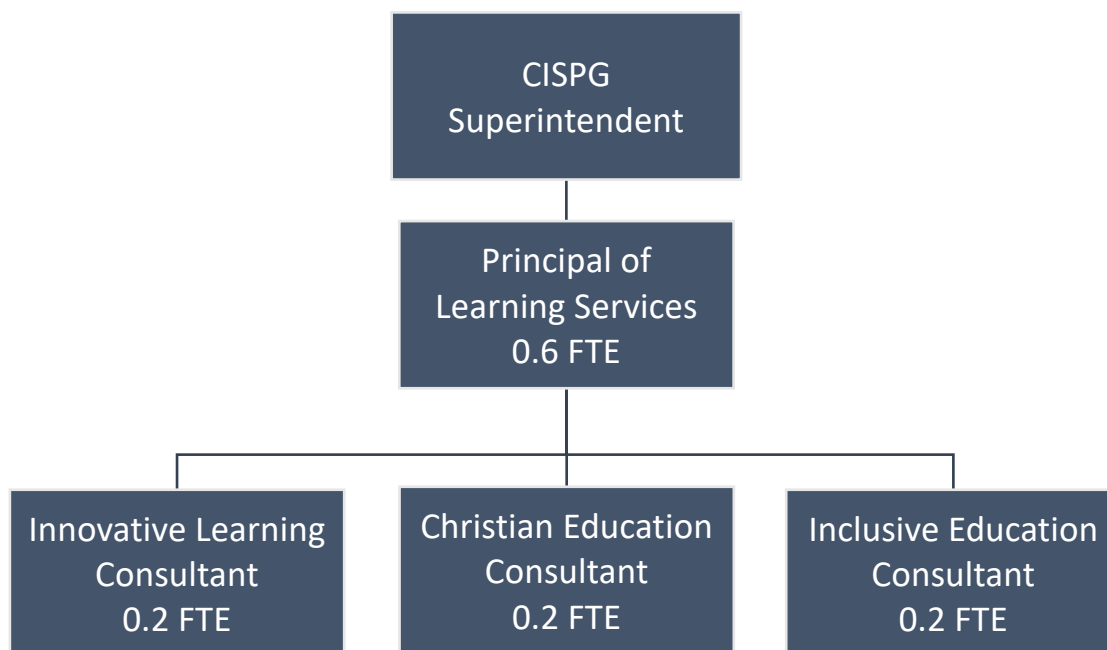 CISPG
Superintendent
Principal of
Learning Services
0.6 FTE
Innovative Learning
Consultant
0.2 FTE
Christian Education
Consultant
0.2 FTE
Inclusive Education
Consultant
0.2 FTE